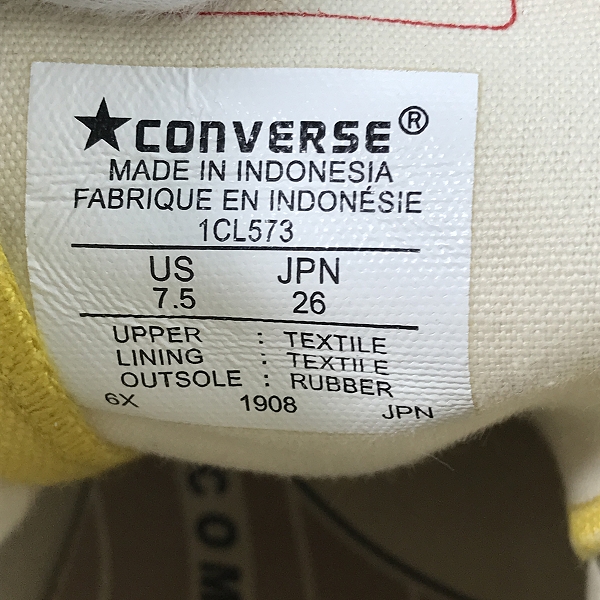 ★CONVERSE®
MADE IN INDONESIA
FABRIQUE EN INDONÉSIE
1CL573
US JPN
7.5 26
UPPER : TEXTILE
LINING : TEXTILE
OUTSOLE : RUBBER
6X 1908 JPN
COM